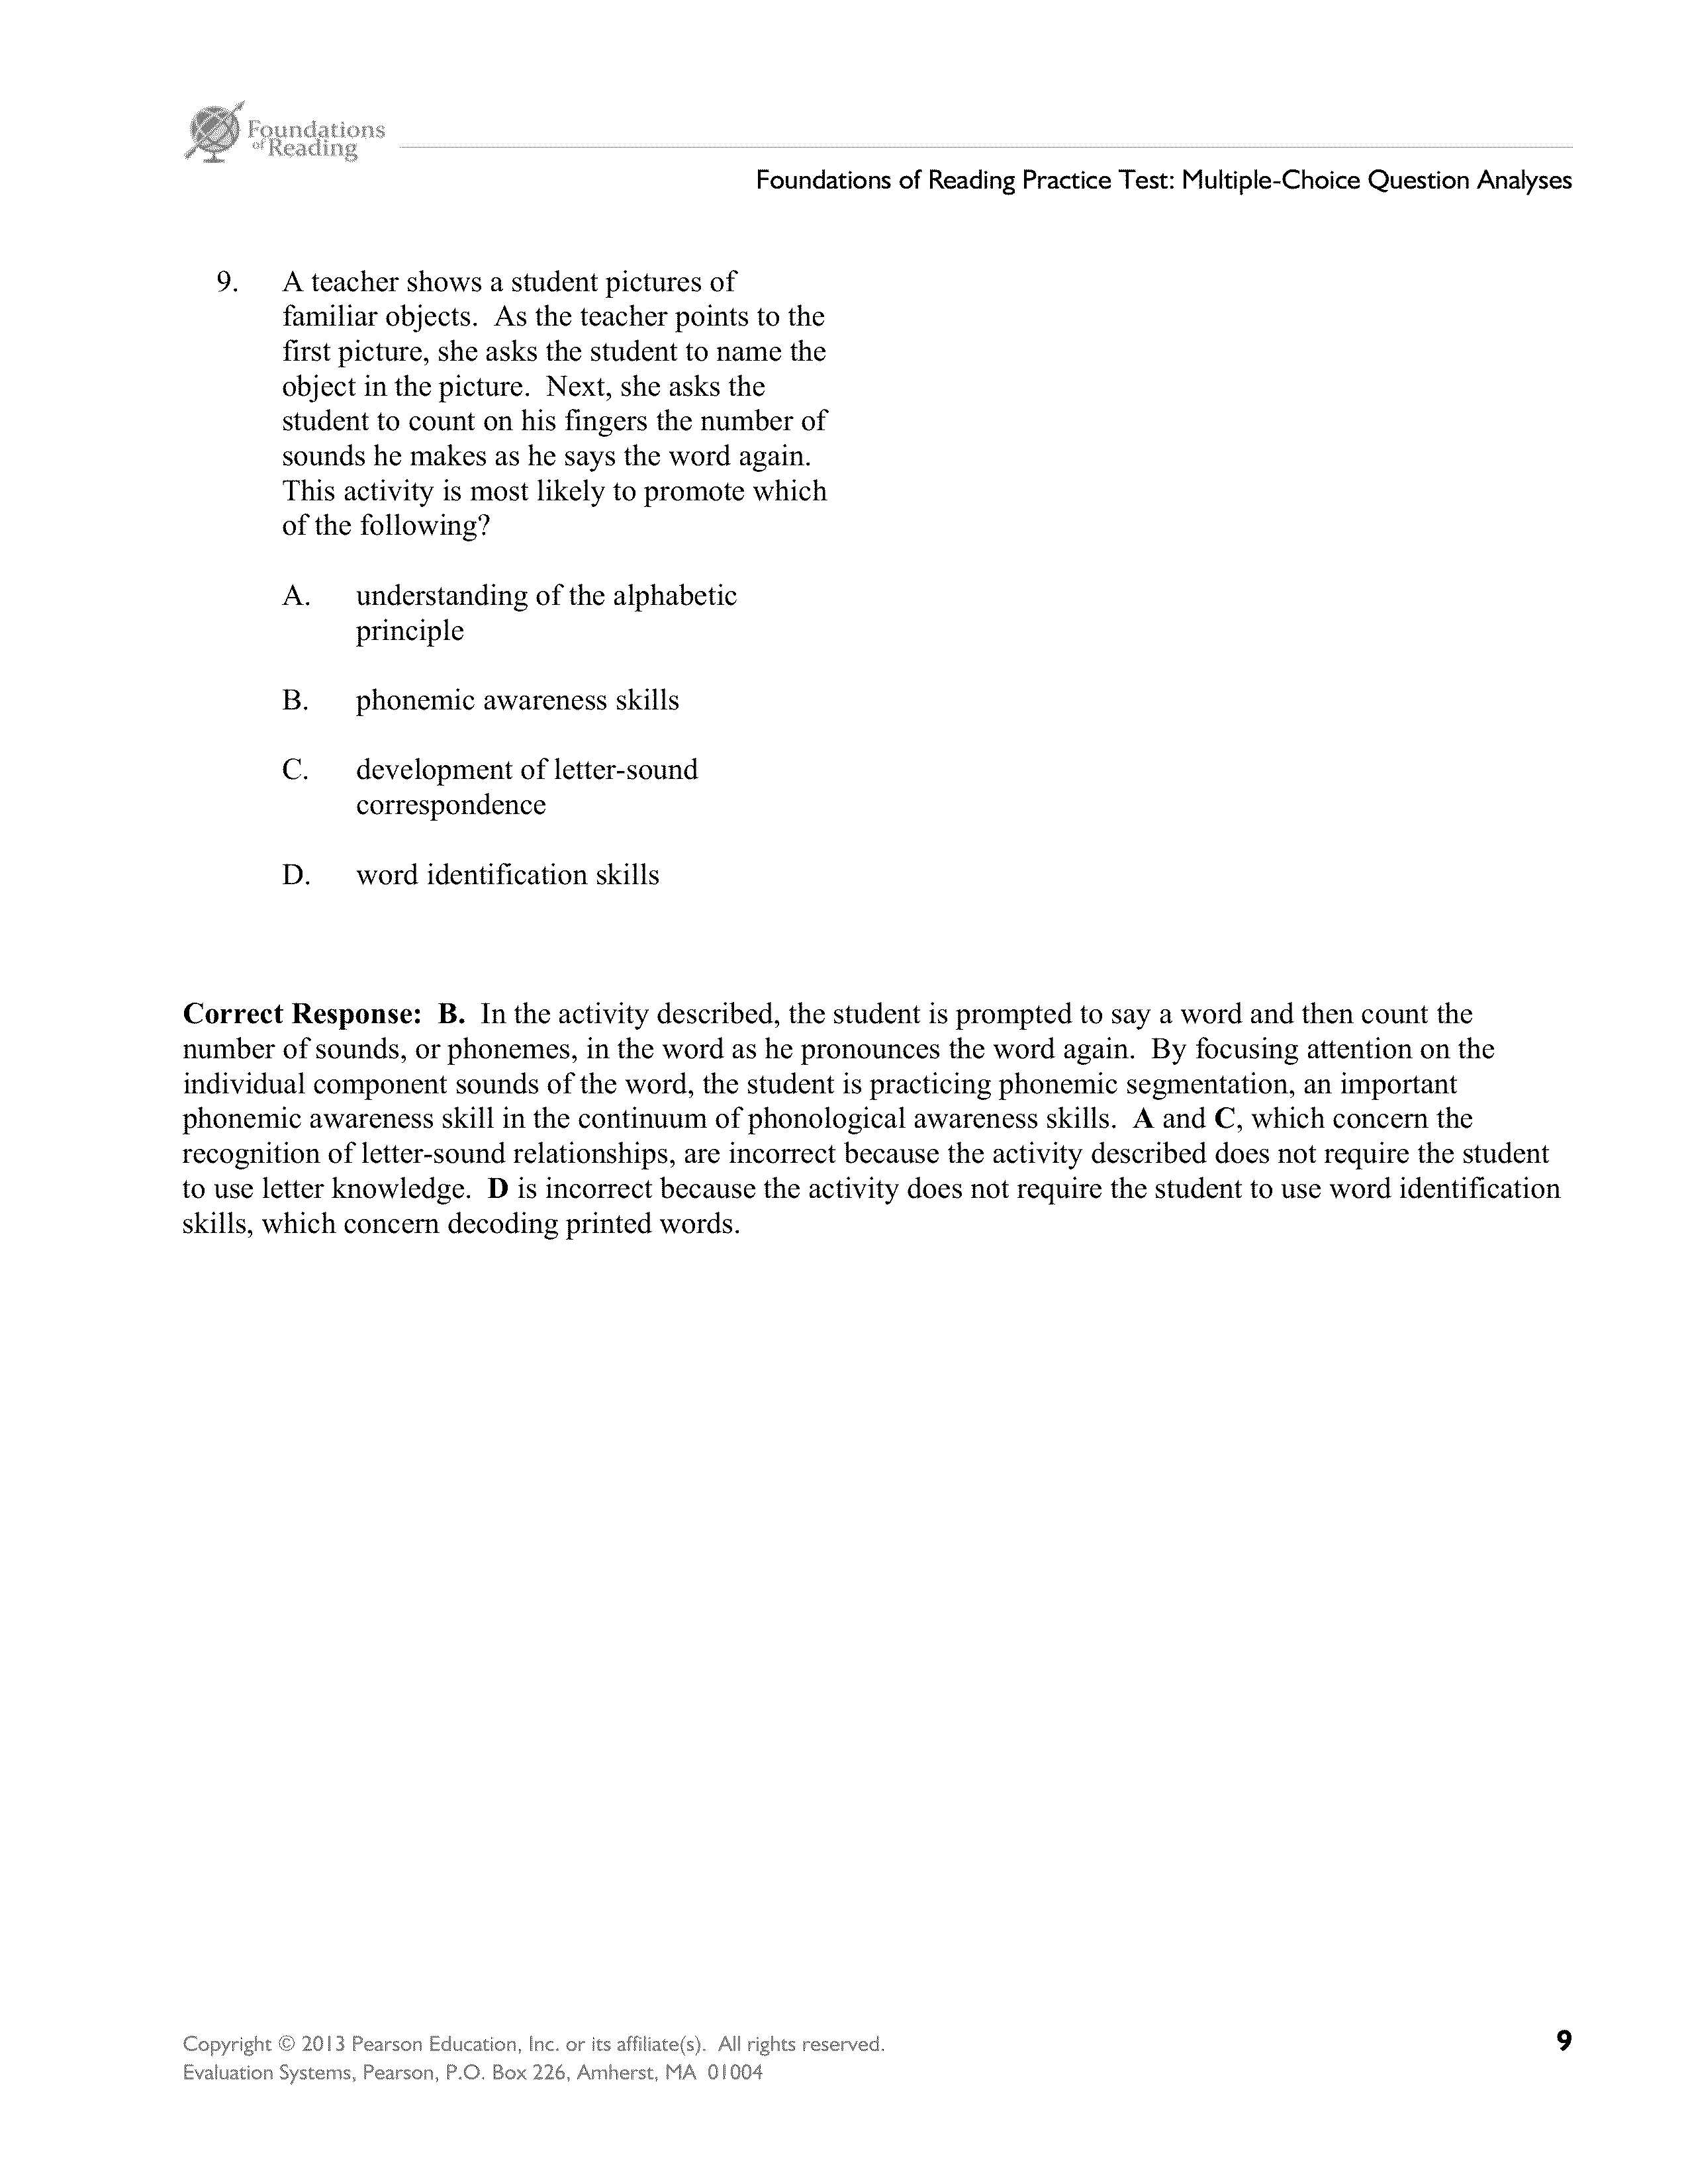 Foundations
of Reading
Foundations of Reading Practice Test: Multiple-Choice Question Analyses
9. A teacher shows a student pictures of
familiar objects. As the teacher points to the
first picture, she asks the student to name the
object in the picture. Next, she asks the
student to count on his fingers the number of
sounds he makes as he says the word again.
This activity is most likely to promote which
of the following?
A. understanding of the alphabetic
principle
B. phonemic awareness skills
C. development of letter-sound
correspondence
D. word identification skills
Correct Response: B. In the activity described, the student is prompted to say a word and then count the
number of sounds, or phonemes, in the word as he pronounces the word again. By focusing attention on the
individual component sounds of the word, the student is practicing phonemic segmentation, an important
phonemic awareness skill in the continuum of phonological awareness skills. A and C, which concern the
recognition of letter-sound relationships, are incorrect because the activity described does not require the student
to use letter knowledge. D is incorrect because the activity does not require the student to use word identification
skills, which concern decoding printed words.
Copyright © 2013 Pearson Education, Inc. or its affiliate(s). All rights reserved.
Evaluation Systems, Pearson, P.O. Box 226, Amherst, MA 01004
9